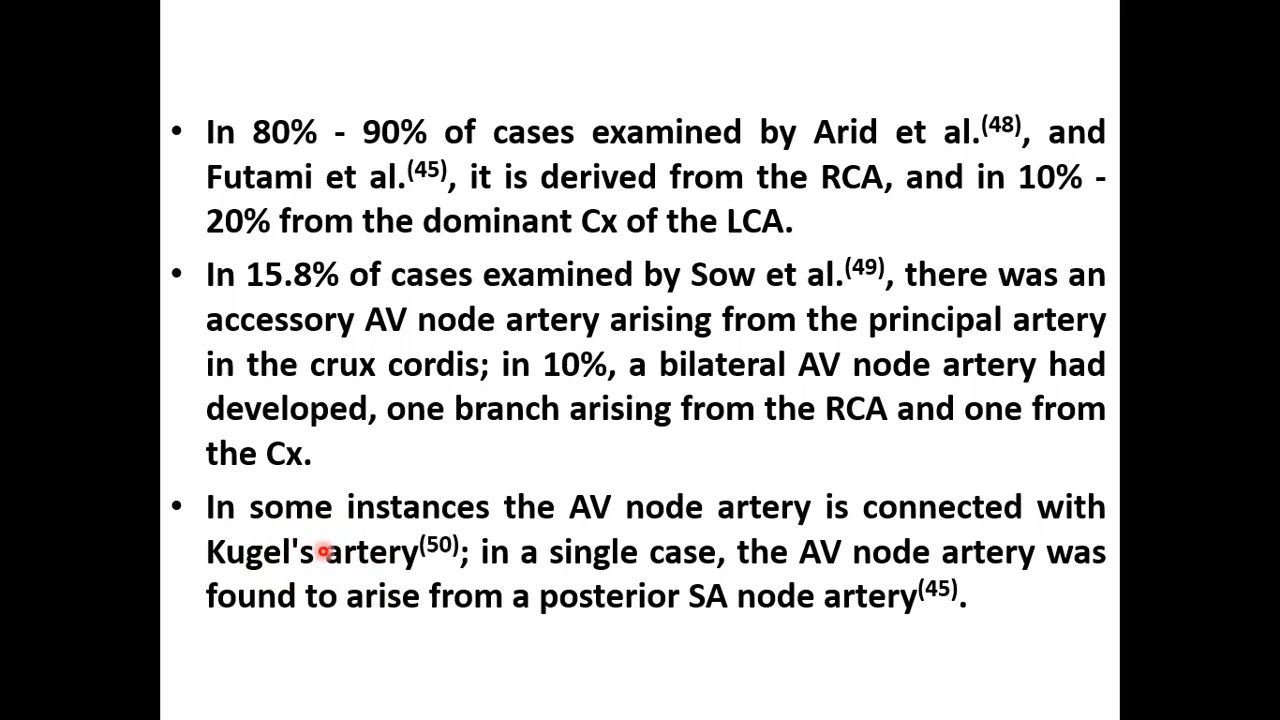 • In 80% - 90% of cases examined by Arid et al.(48), and
Futami et al.(45), it is derived from the RCA, and in 10% -
20% from the dominant Cx of the LCA.
• In 15.8% of cases examined by Sow et al.(49), there was an
accessory AV node artery arising from the principal artery
in the crux cordis; in 10%, a bilateral AV node artery had
developed, one branch arising from the RCA and one from
the Cx.
• In some instances the AV node artery is connected with
Kugel's artery(50); in a single case, the AV node artery was
found to arise from a posterior SA node artery(45).